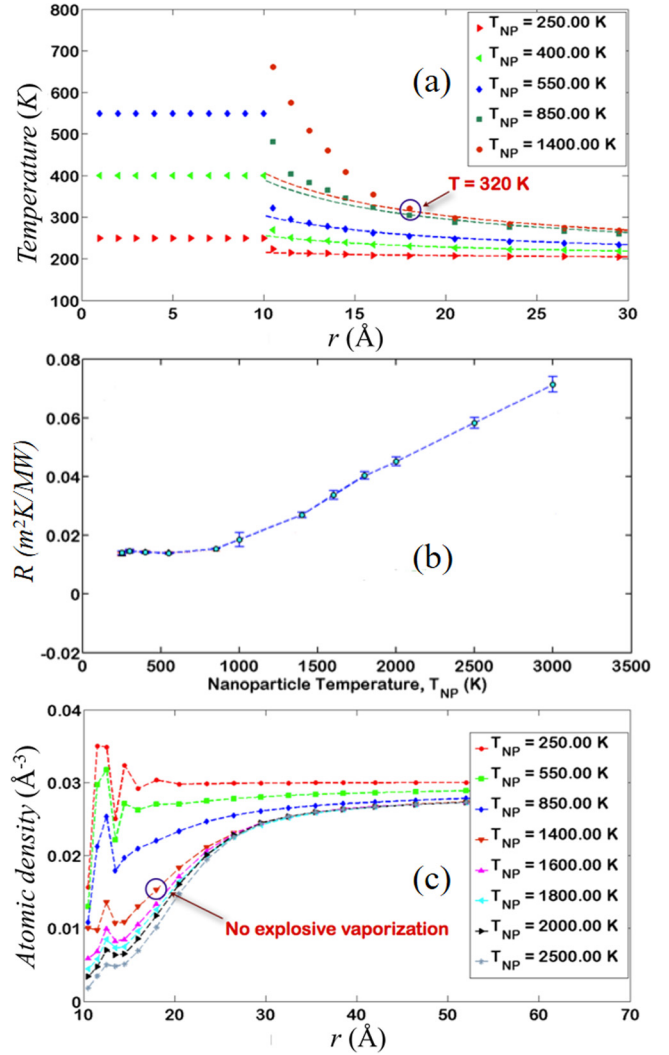 800
700
600
500
400
300
200
100
Temperature (K)
T_NP = 250.00 K
T_NP = 400.00 K
T_NP = 550.00 K
T_NP = 850.00 K
T_NP = 1400.00 K
(a)
T = 320 K
0 5 10 15 20 25 30
r (Å)
0.08
0.06
0.04
0.02
0
-0.02
R (m²K/MW)
(b)
0 500 1000 1500 2000 2500 3000 3500
Nanoparticle Temperature, T_NP (K)
0.04
0.03
0.02
0.01
0
Atomic density (Å⁻³)
T_NP = 250.00 K
T_NP = 550.00 K
T_NP = 850.00 K
T_NP = 1400.00 K
T_NP = 1600.00 K
T_NP = 1800.00 K
T_NP = 2000.00 K
T_NP = 2500.00 K
(c)
No explosive vaporization
10 20 30 40 50 60 70
r (Å)